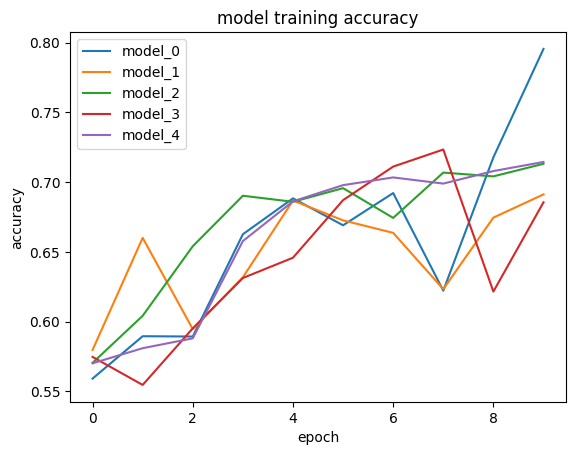 model training accuracy
model_0
model_1
model_2
model_3
model_4
accuracy
0.80
0.75
0.70
0.65
0.60
0.55
0 2 4 6 8
epoch